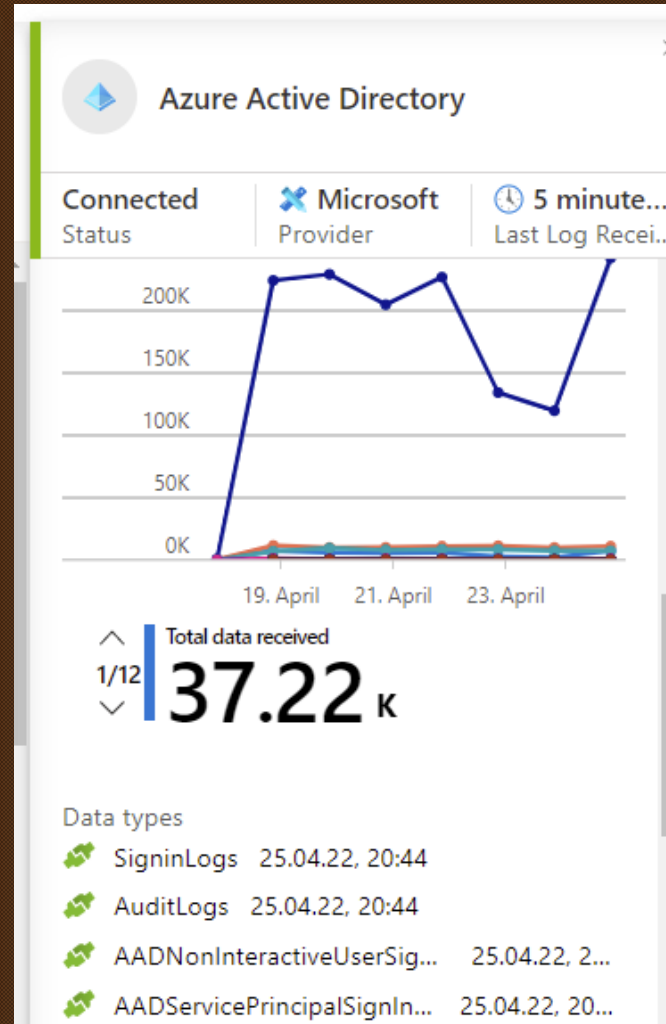 Azure Active Directory
Connected Microsoft 5 minute...
Status Provider Last Log Recei..
200K
150K
100K
50K
0K
19. April 21. April 23. April
Total data received
1/12
37.22 K
Data types
SigninLogs 25.04.22, 20:44
AuditLogs 25.04.22, 20:44
AADNonInteractiveUserSig... 25.04.22, 2...
AADServicePrincipalSignIn... 25.04.22, 20...